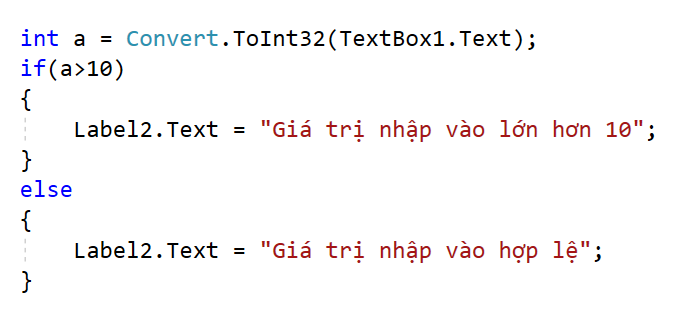 int a = Convert.ToInt32(TextBox1.Text);
if(a>10)
{
    Label2.Text = "Giá trị nhập vào lớn hơn 10";
}
else
{
    Label2.Text = "Giá trị nhập vào hợp lệ";
}